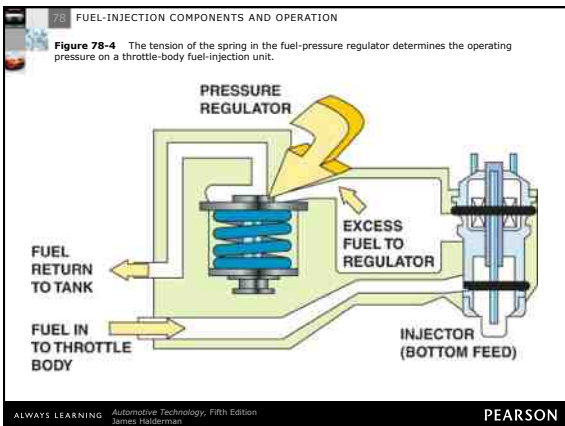 78 FUEL-INJECTION COMPONENTS AND OPERATION
Figure 78-4 The tension of the spring in the fuel-pressure regulator determines the operating
pressure on a throttle-body fuel-injection unit.
PRESSURE
REGULATOR
EXCESS
FUEL TO
REGULATOR
FUEL
RETURN
TO TANK
FUEL IN
TO THROTTLE
BODY
INJECTOR
(BOTTOM FEED)
ALWAYS LEARNING Automotive Technology, Fifth Edition
James Halderman
PEARSON